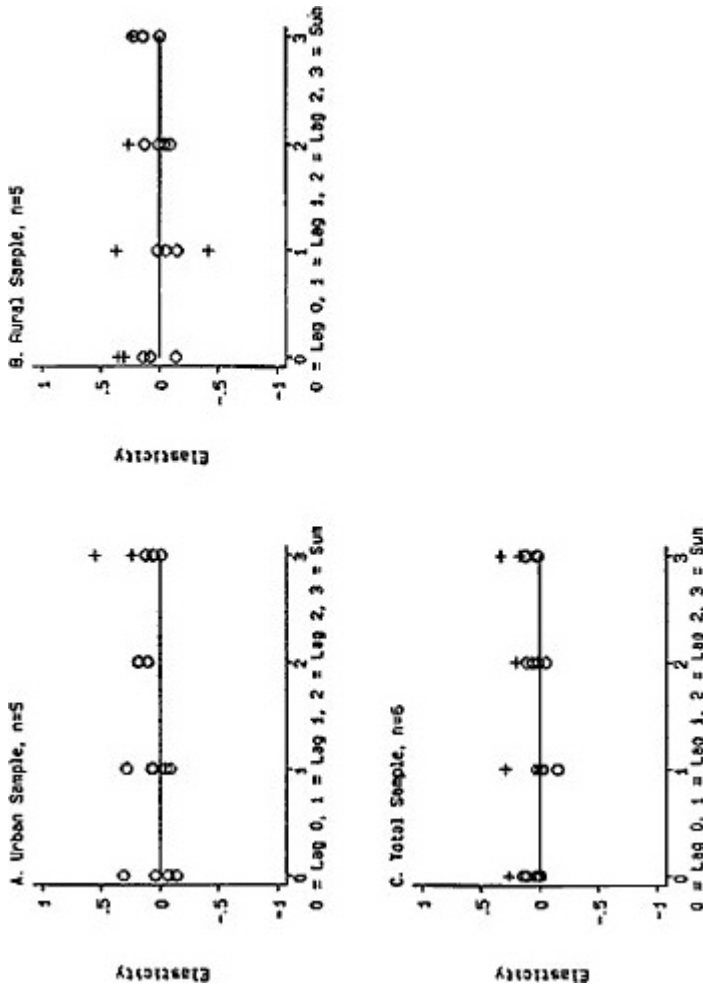 A. Urban Sample, n=5
Elasticity
1
.5
0
-.5
-1
0 1 2 3
0 = Lag 0, 1 = Lag 1, 2 = Lag 2, 3 = Sum
B. Rural Sample, n=5
Elasticity
1
.5
0
-.5
-1
0 1 2 3
0 = Lag 0, 1 = Lag 1, 2 = Lag 2, 3 = Sum
C. Total Sample, n=6
Elasticity
1
.5
0
-.5
-1
0 1 2 3
0 = Lag 0, 1 = Lag 1, 2 = Lag 2, 3 = Sum